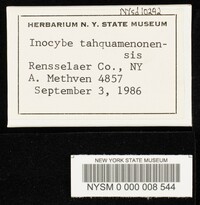 HERBARIUM N. Y. STATE MUSEUM
Inocybe tahquamenonen-
sis
Rensselaer Co., NY
A. Methven 4857
September 3, 1986
NEW YORK STATE MUSEUM
NYSM 0 000 008 544